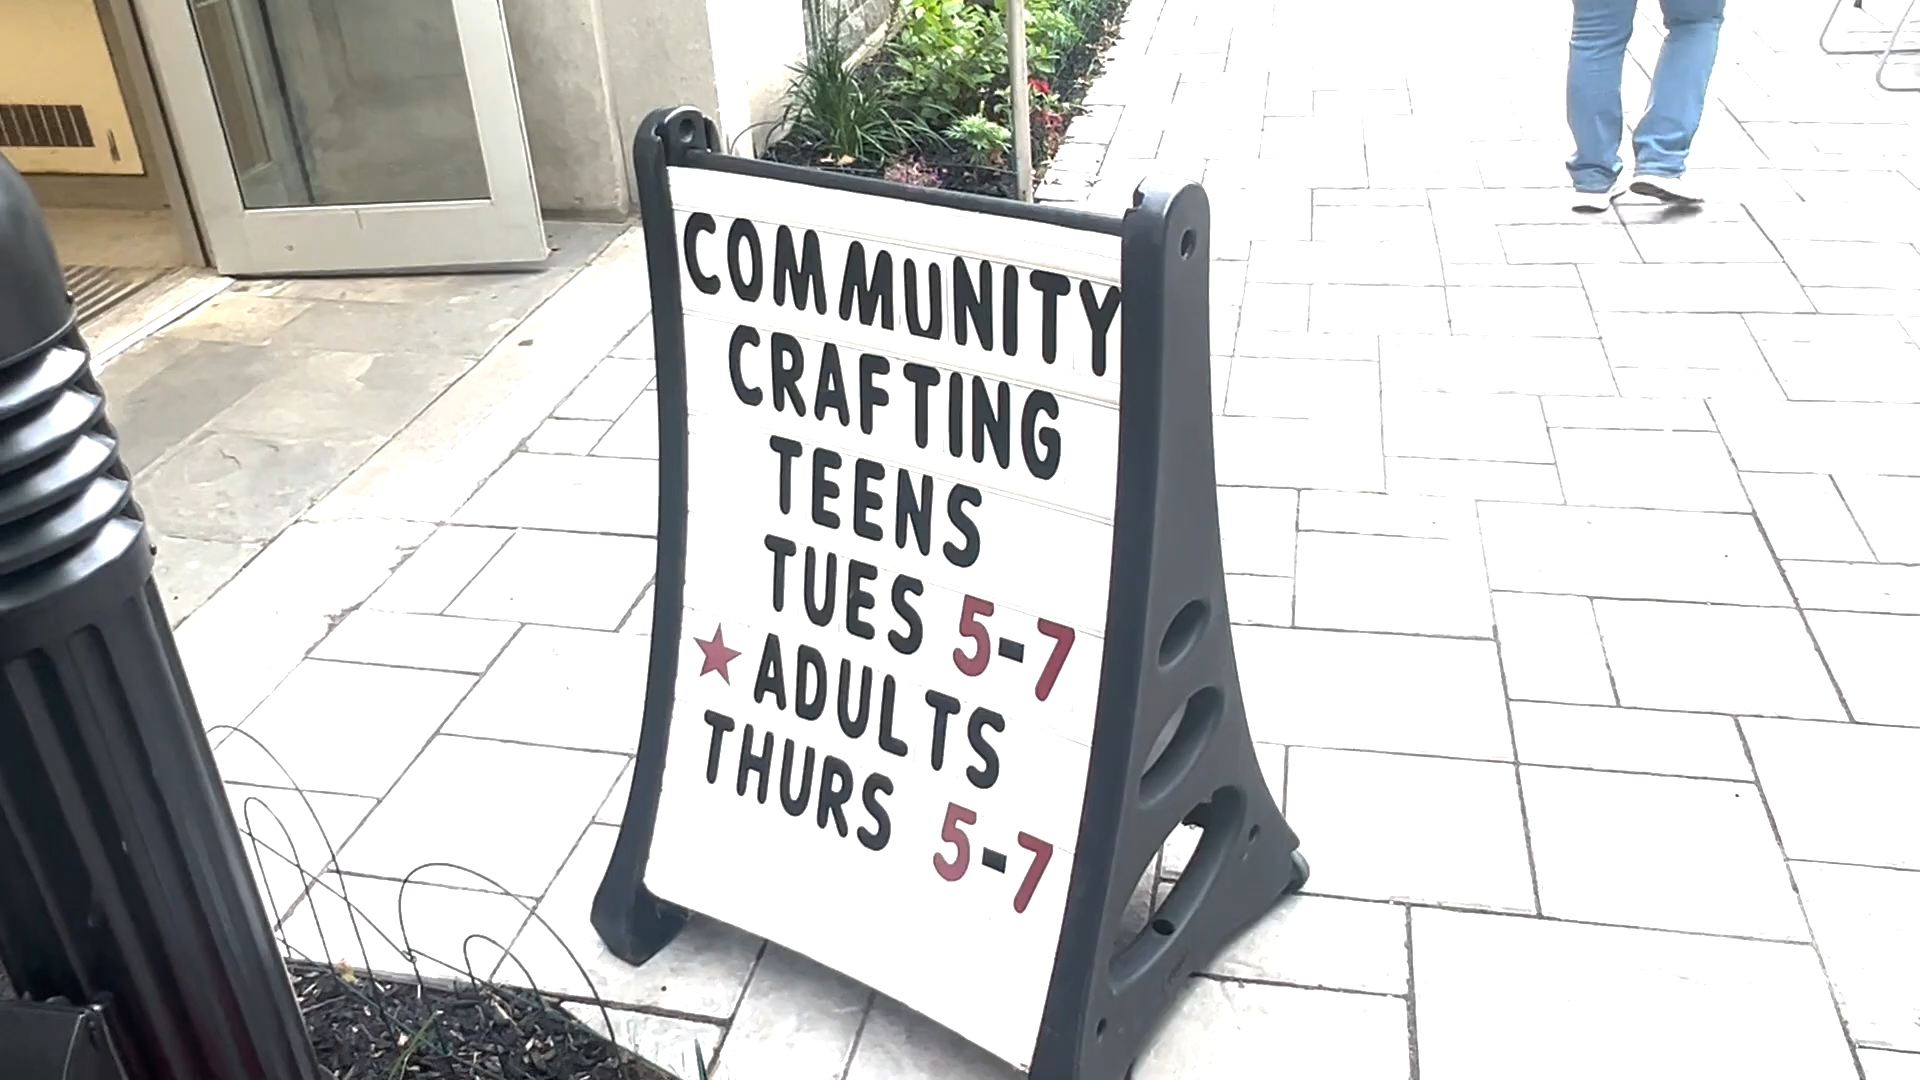 COMMUNITY
CRAFTING
TEENS
TUES 5-7
★ ADULTS
THURS 5-7